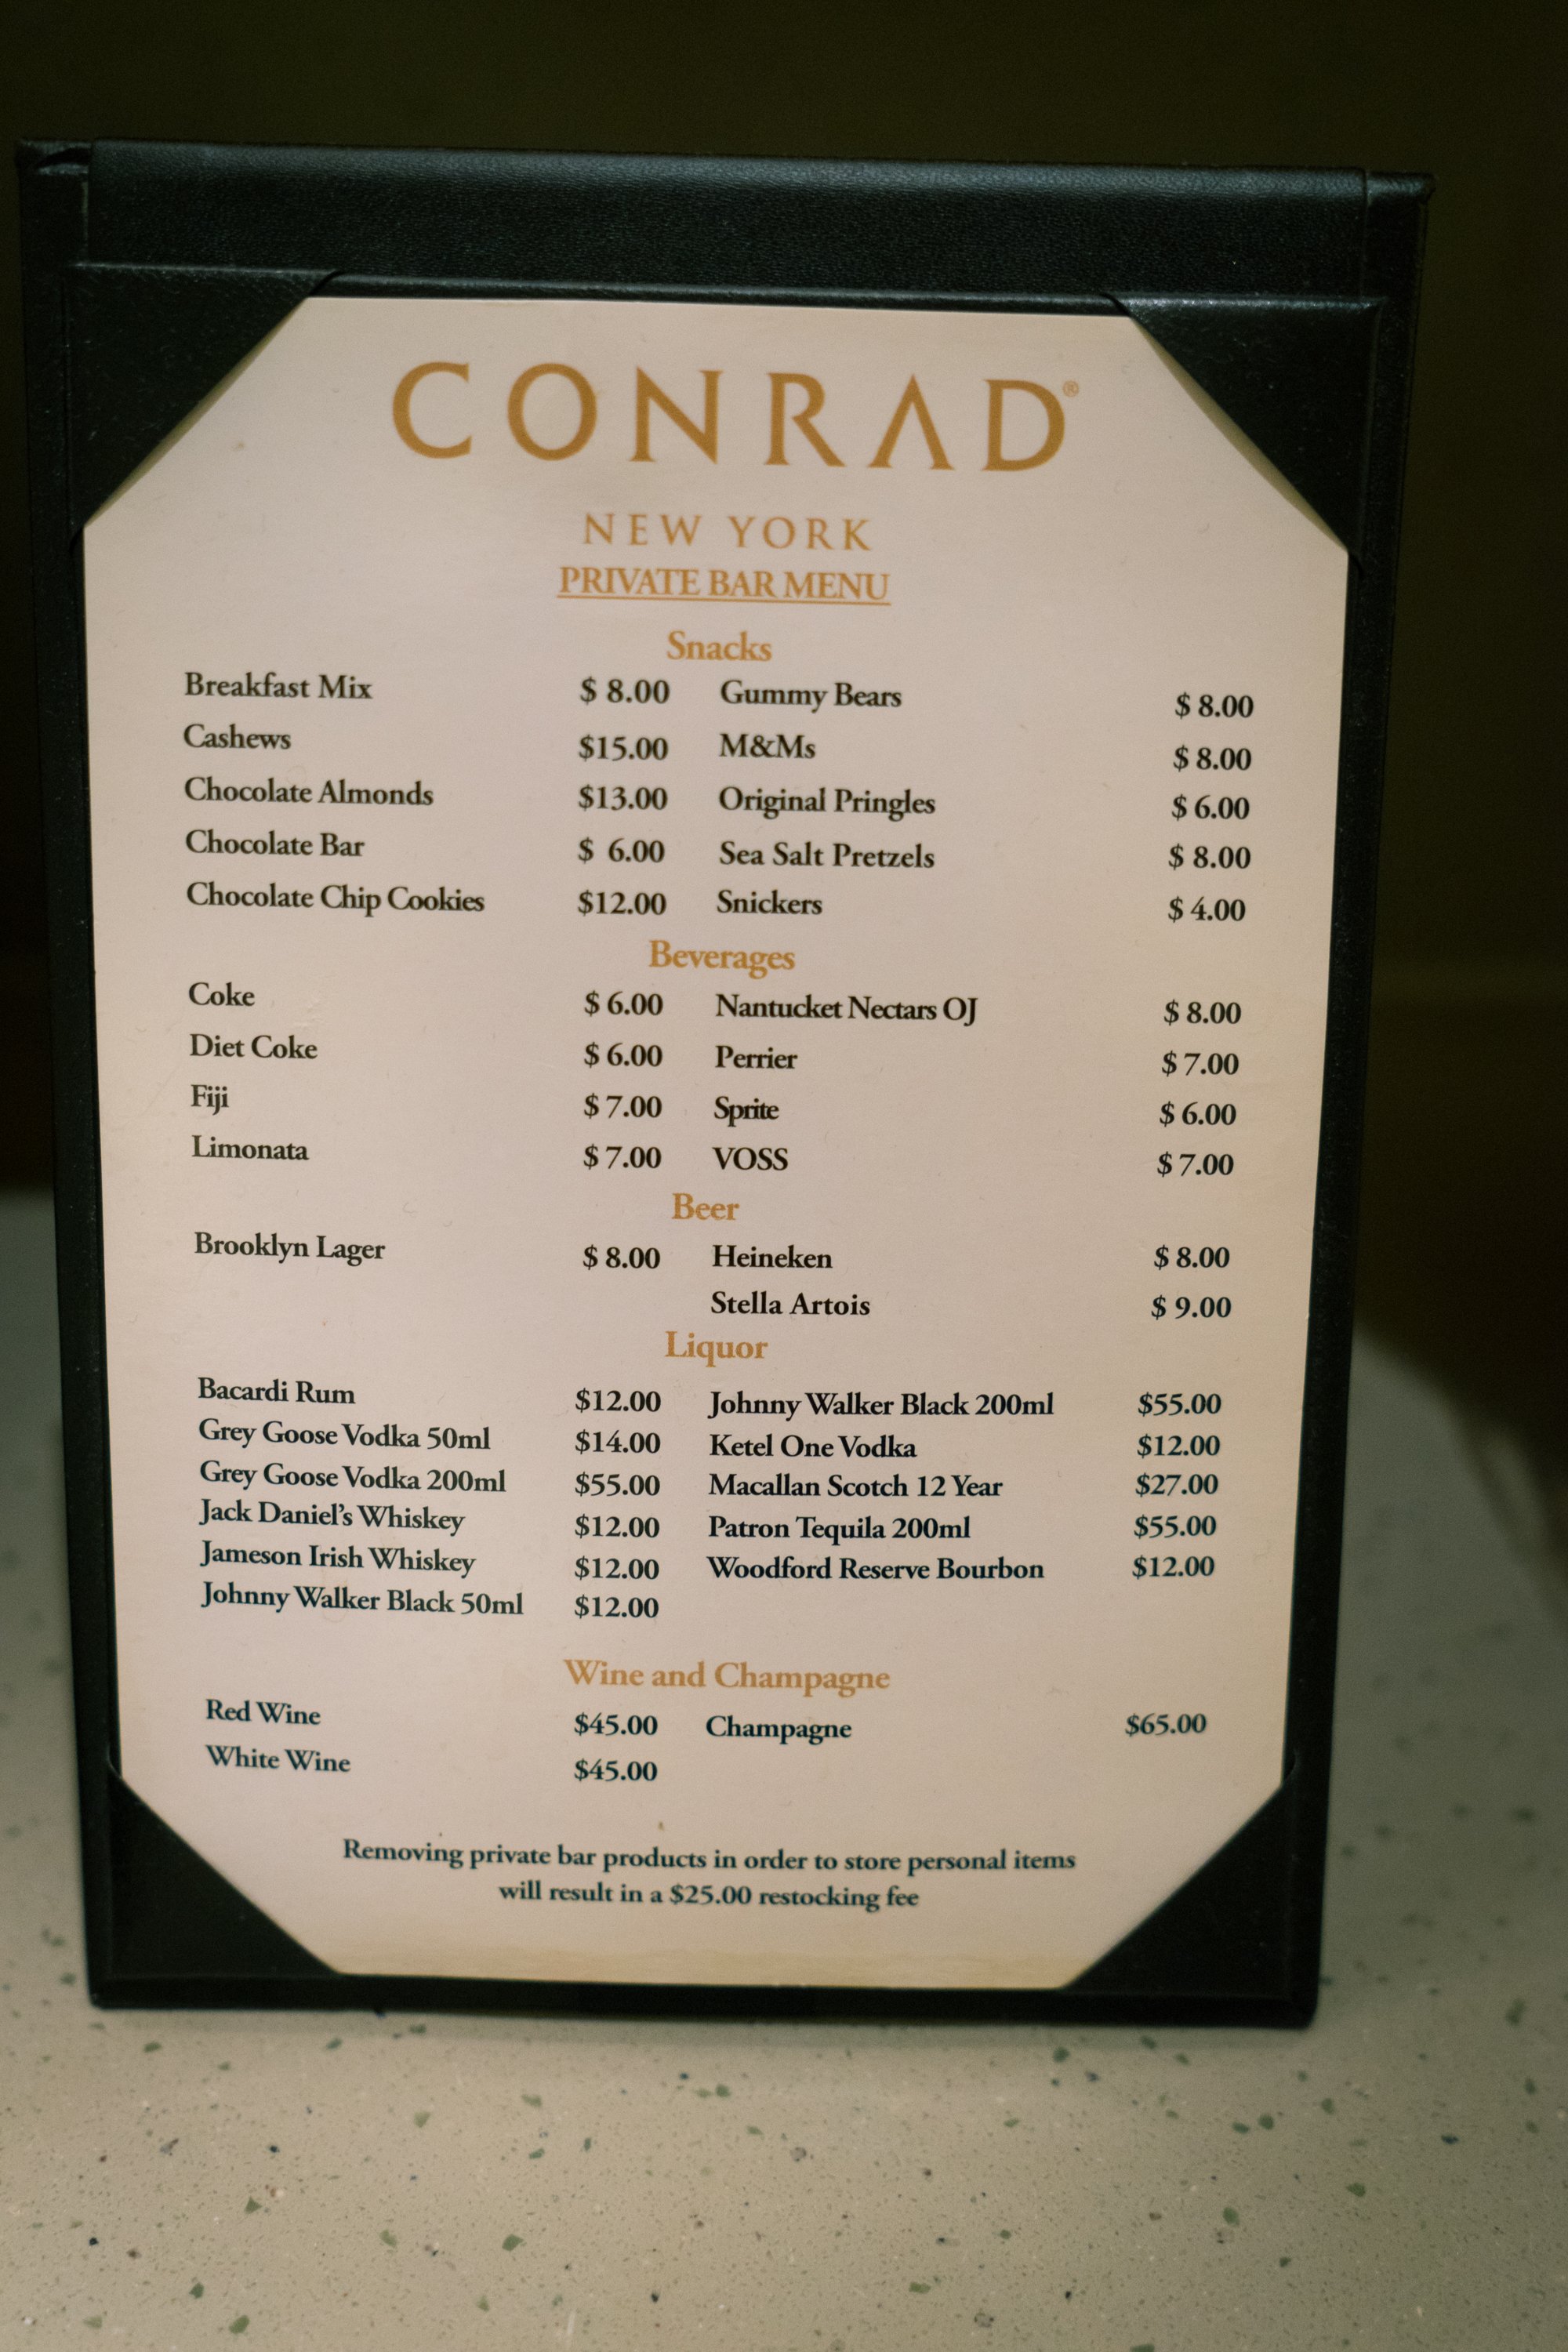 CONRAD®
NEW YORK
PRIVATE BAR MENU
Snacks
Breakfast Mix $ 8.00 Gummy Bears $ 8.00
Cashews $15.00 M&Ms $ 8.00
Chocolate Almonds $13.00 Original Pringles $ 6.00
Chocolate Bar $ 6.00 Sea Salt Pretzels $ 8.00
Chocolate Chip Cookies $12.00 Snickers $ 4.00
Beverages
Coke $ 6.00 Nantucket Nectars OJ $ 8.00
Diet Coke $ 6.00 Perrier $ 7.00
Fiji $ 7.00 Sprite $ 6.00
Limonata $ 7.00 VOSS $ 7.00
Beer
Brooklyn Lager $ 8.00 Heineken $ 8.00
Stella Artois $ 9.00
Liquor
Bacardi Rum $12.00 Johnny Walker Black 200ml $55.00
Grey Goose Vodka 50ml $14.00 Ketel One Vodka $12.00
Grey Goose Vodka 200ml $55.00 Macallan Scotch 12 Year $27.00
Jack Daniel's Whiskey $12.00 Patron Tequila 200ml $55.00
Jameson Irish Whiskey $12.00 Woodford Reserve Bourbon $12.00
Johnny Walker Black 50ml $12.00
Wine and Champagne
Red Wine $45.00 Champagne $65.00
White Wine $45.00
Removing private bar products in order to store personal items
will result in a $25.00 restocking fee